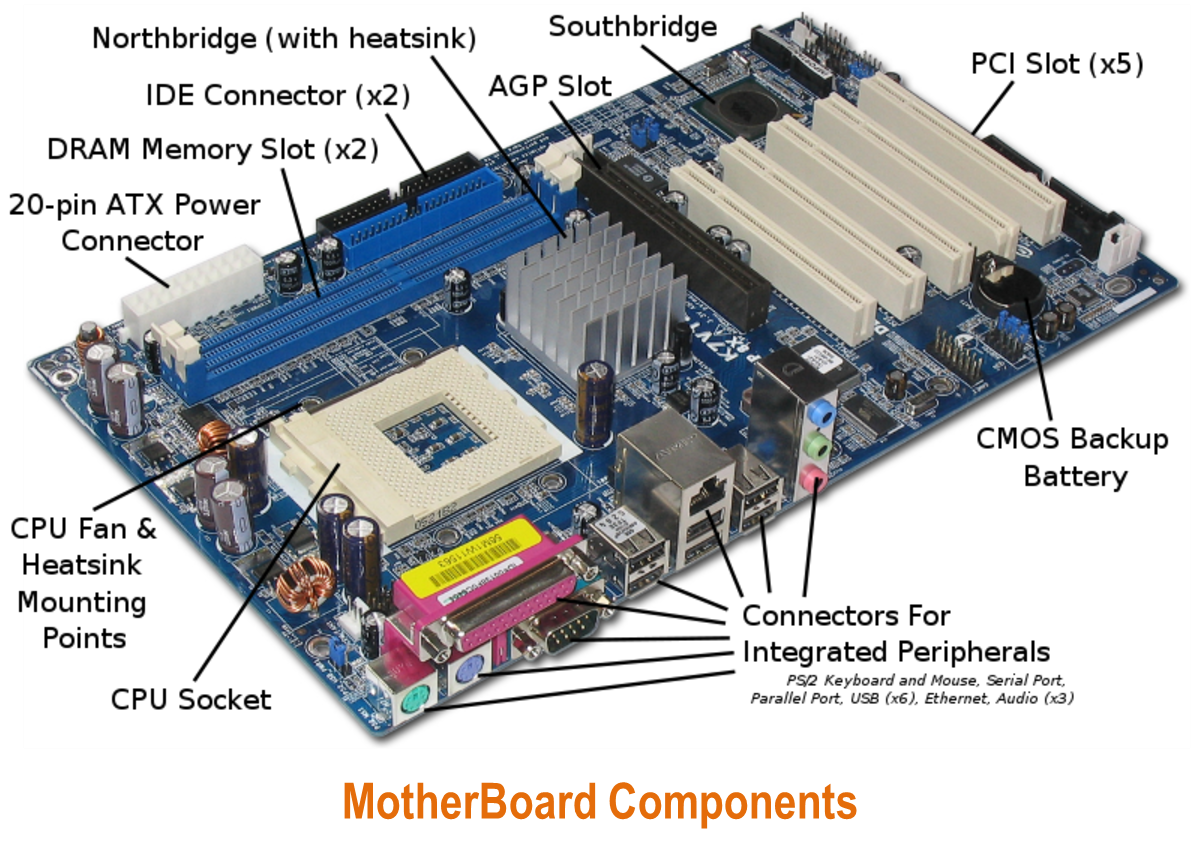 Northbridge (with heatsink)
Southbridge
PCI Slot (x5)
IDE Connector (x2)
AGP Slot
DRAM Memory Slot (x2)
20-pin ATX Power
Connector
K7V
CMOS Backup
Battery
CPU Fan &
Heatsink
Mounting
Points
CPU Socket
Connectors For
Integrated Peripherals
PS/2 Keyboard and Mouse, Serial Port,
Parallel Port, USB (x6), Ethernet, Audio (x3)
MotherBoard Components